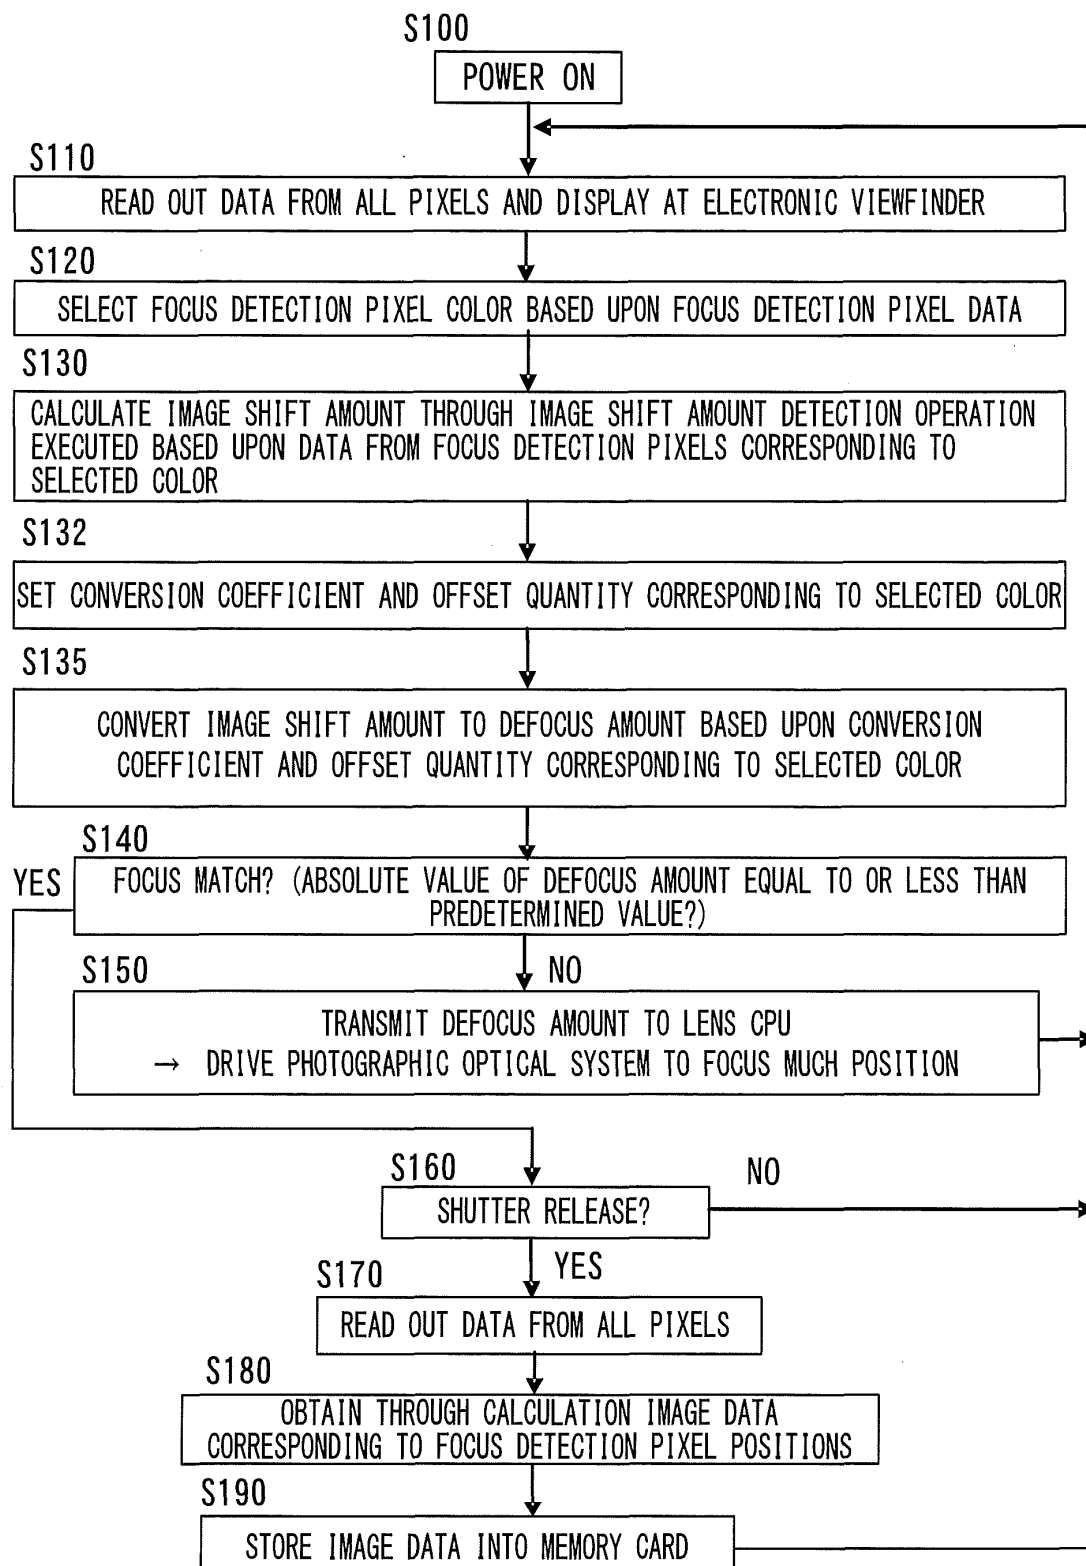 S100
POWER ON
S110
READ OUT DATA FROM ALL PIXELS AND DISPLAY AT ELECTRONIC VIEWFINDER
S120
SELECT FOCUS DETECTION PIXEL COLOR BASED UPON FOCUS DETECTION PIXEL DATA
S130
CALCULATE IMAGE SHIFT AMOUNT THROUGH IMAGE SHIFT AMOUNT DETECTION OPERATION
EXECUTED BASED UPON DATA FROM FOCUS DETECTION PIXELS CORRESPONDING TO
SELECTED COLOR
S132
SET CONVERSION COEFFICIENT AND OFFSET QUANTITY CORRESPONDING TO SELECTED COLOR
S135
CONVERT IMAGE SHIFT AMOUNT TO DEFOCUS AMOUNT BASED UPON CONVERSION
COEFFICIENT AND OFFSET QUANTITY CORRESPONDING TO SELECTED COLOR
S140
YES
FOCUS MATCH? (ABSOLUTE VALUE OF DEFOCUS AMOUNT EQUAL TO OR LESS THAN
PREDETERMINED VALUE?)
NO
S150
TRANSMIT DEFOCUS AMOUNT TO LENS CPU
→ DRIVE PHOTOGRAPHIC OPTICAL SYSTEM TO FOCUS MUCH POSITION
S160
NO
SHUTTER RELEASE?
YES
S170
READ OUT DATA FROM ALL PIXELS
S180
OBTAIN THROUGH CALCULATION IMAGE DATA
CORRESPONDING TO FOCUS DETECTION PIXEL POSITIONS
S190
STORE IMAGE DATA INTO MEMORY CARD